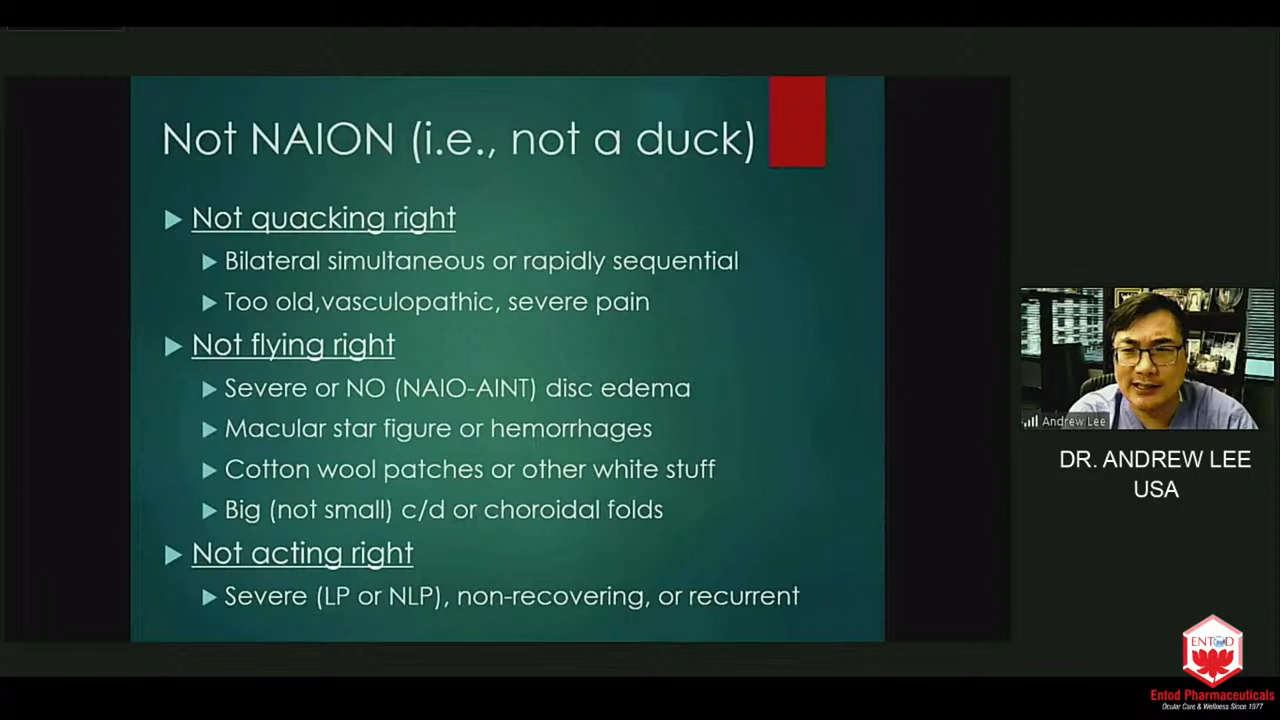 Not NAION (i.e., not a duck)
Not quacking right
Bilateral simultaneous or rapidly sequential
Too old,vasculopathic, severe pain
Not flying right
Severe or NO (NAIO-AINT) disc edema
Macular star figure or hemorrhages
Cotton wool patches or other white stuff
Big (not small) c/d or choroidal folds
Not acting right
Severe (LP or NLP), non-recovering, or recurrent
Andrew Lee
DR. ANDREW LEE
USA
ENTOD
Entod Pharmaceuticals
Ocular Care & Wellness Since 1977